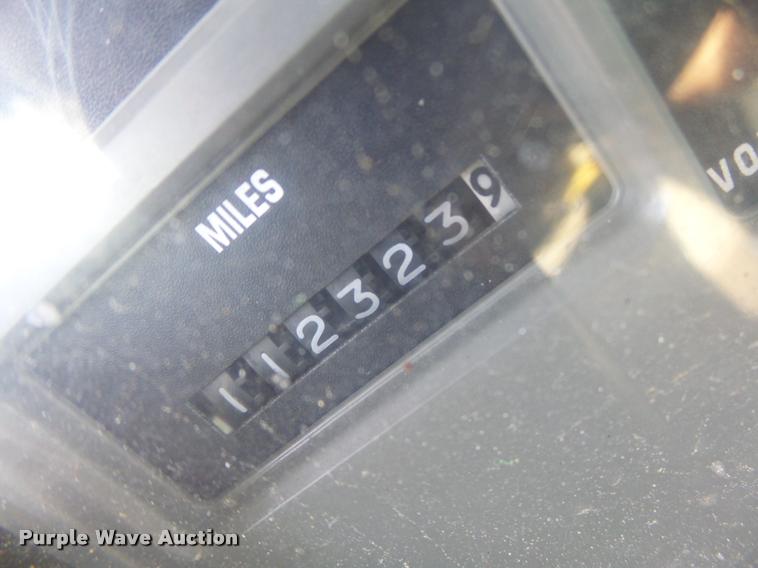 MILES
1123239
VO
Purple Wave Auction